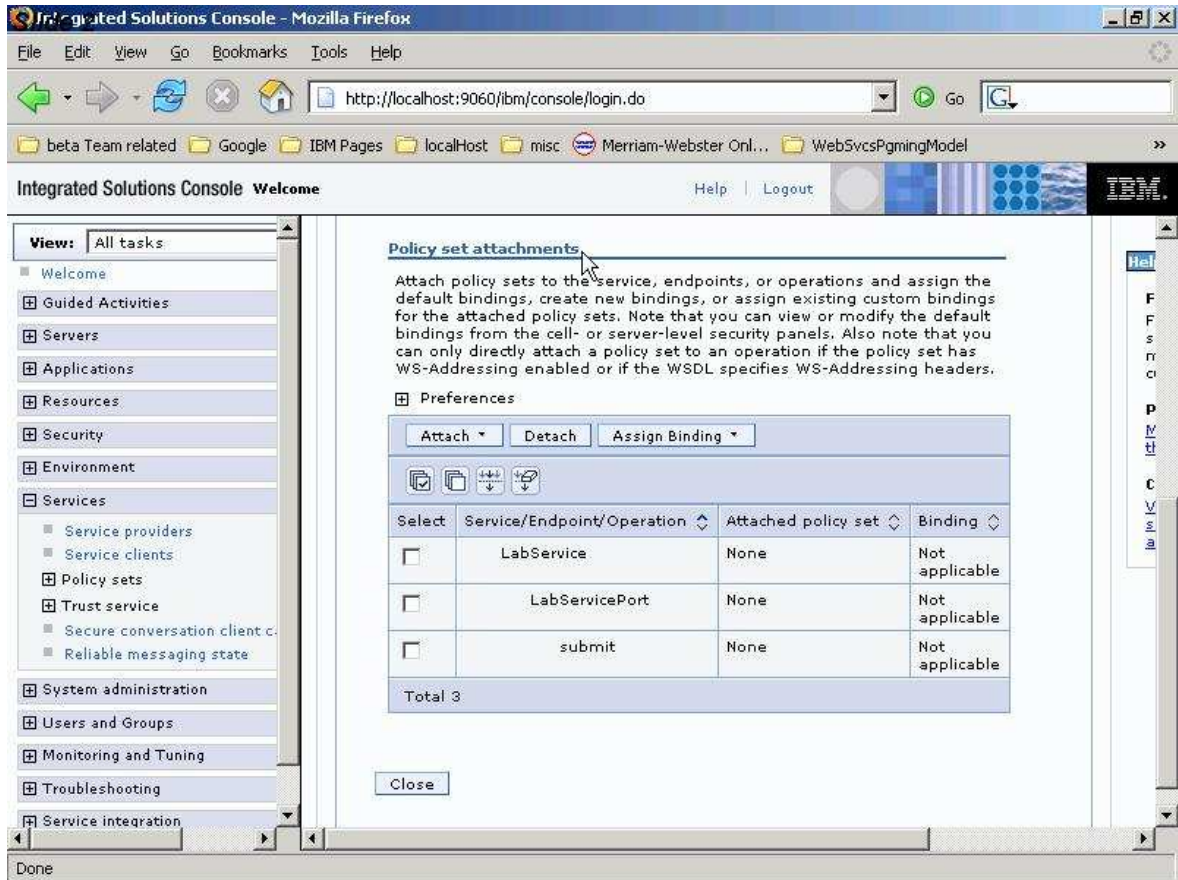 Slide-2
Integrated Solutions Console - Mozilla Firefox
File Edit View Go Bookmarks Tools Help
http://localhost:9060/ibm/console/login.do
Go
G
beta Team related Google IBM Pages localHost misc Merriam-Webster Onl... WebSvcsPgmingModel »
Integrated Solutions Console Welcome
Help | Logout
IBM.
View: All tasks
Welcome
Guided Activities
Servers
Applications
Resources
Security
Environment
Services
Service providers
Service clients
Policy sets
Trust service
Secure conversation client c
Reliable messaging state
System administration
Users and Groups
Monitoring and Tuning
Troubleshooting
Service integration
Policy set attachments
Attach policy sets to the service, endpoints, or operations and assign the
default bindings, create new bindings, or assign existing custom bindings
for the attached policy sets. Note that you can view or modify the default
bindings from the cell- or server-level security panels. Also note that you
can only directly attach a policy set to an operation if the policy set has
WS-Addressing enabled or if the WSDL specifies WS-Addressing headers.
Preferences
Attach Detach Assign Binding
Select Service/Endpoint/Operation Attached policy set Binding
LabService None Not
applicable
LabServicePort None Not
applicable
submit None Not
applicable
Total 3
Close
Hel
F
F
s
m
P
M
th
C
V
s
a
Done